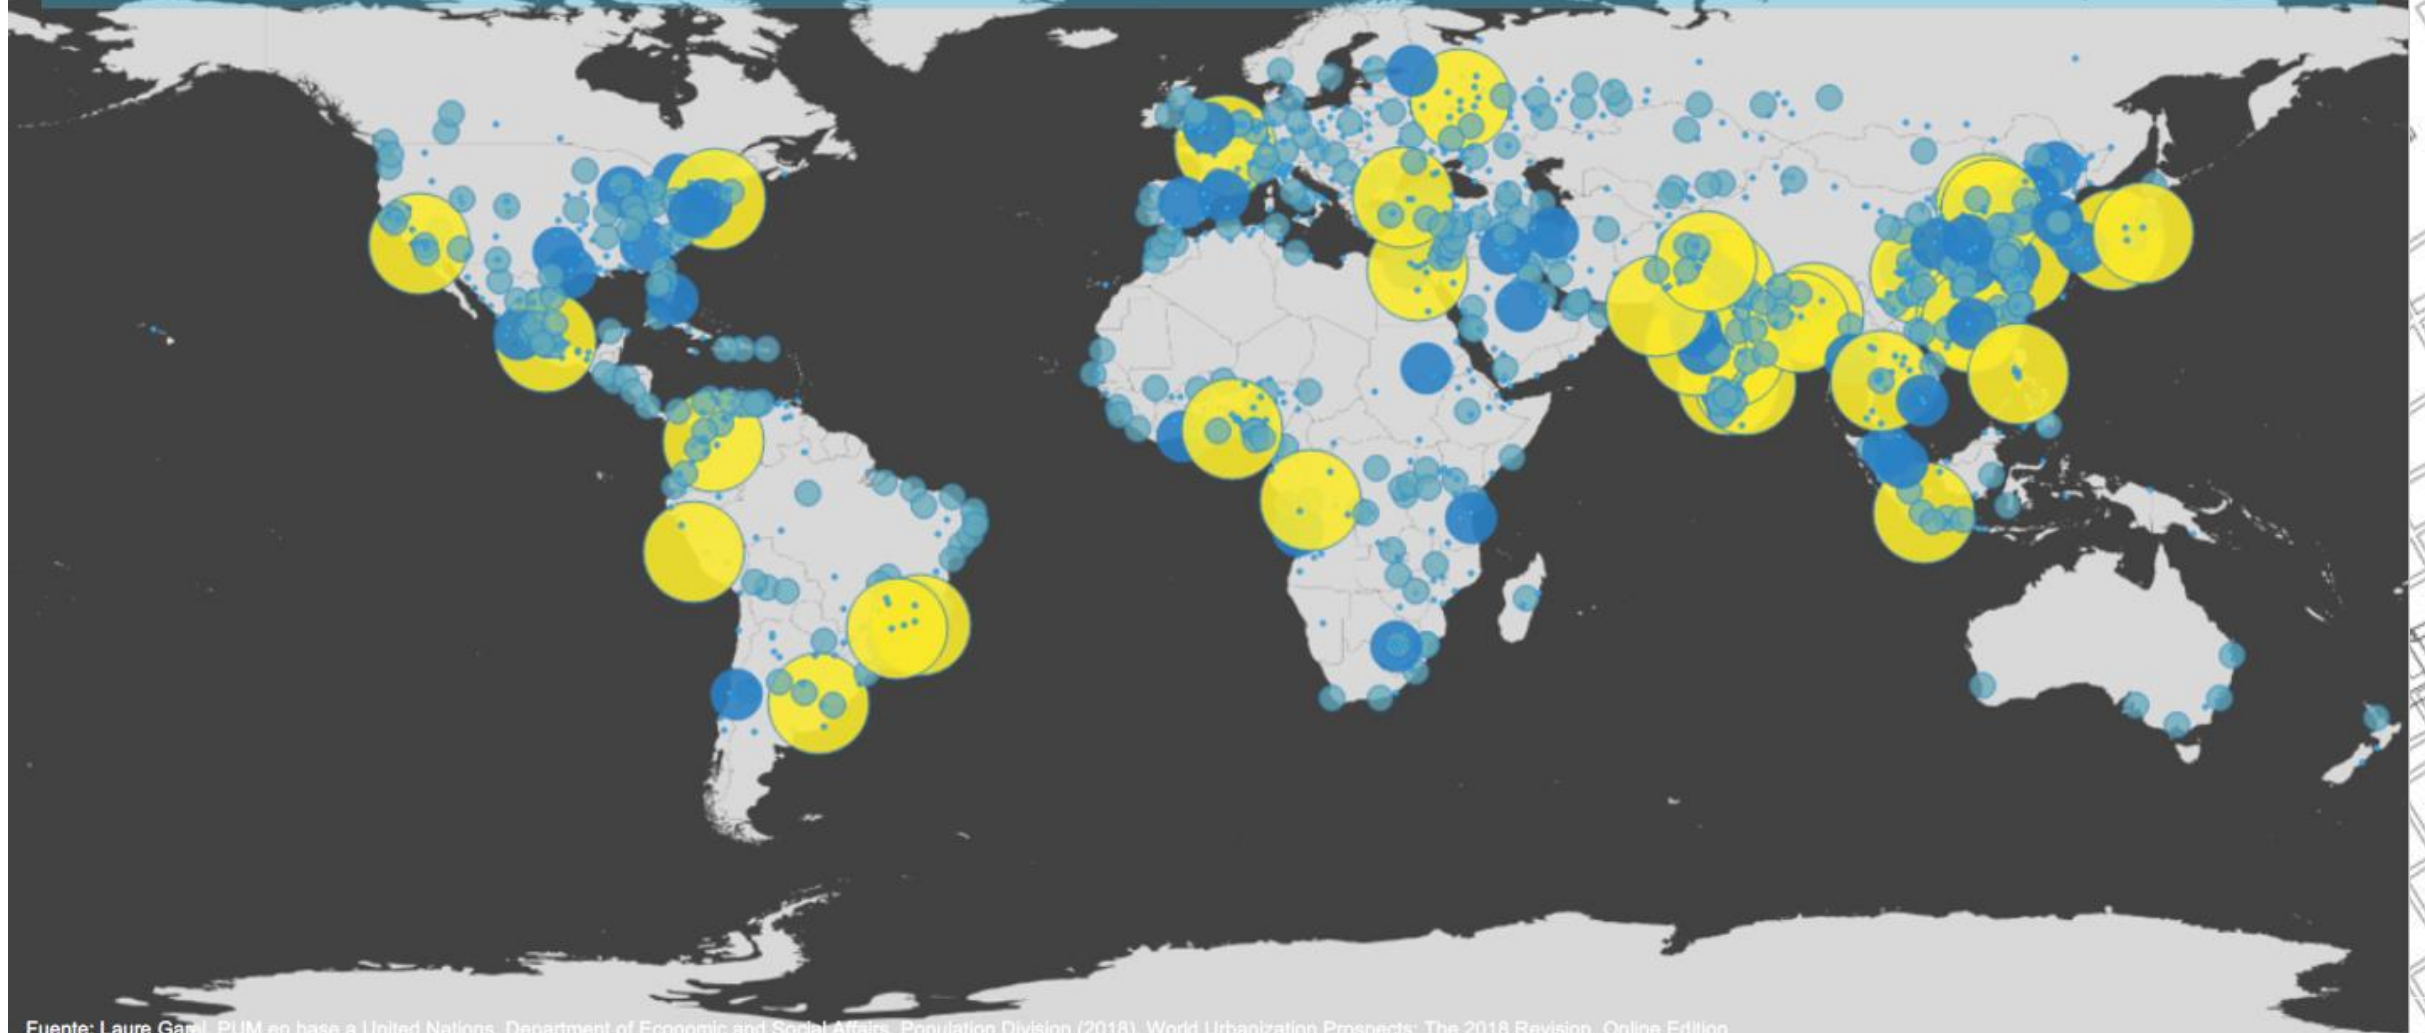 Fuente: Laure Garel, PUM en base a United Nations, Department of Economic and Social Affairs, Population Division (2018). World Urbanization Prospects: The 2018 Revision, Online Edition.